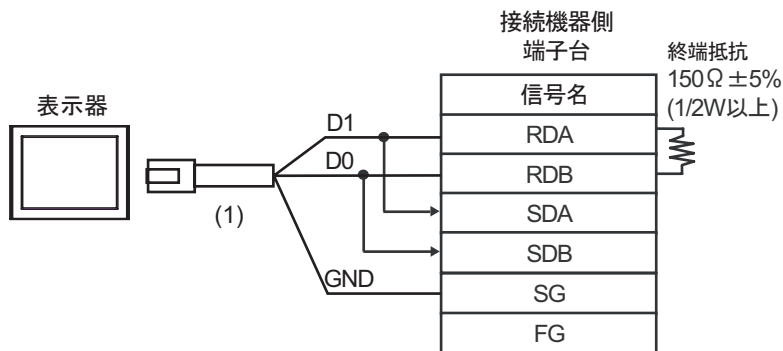 接続機器側
端子台
終端抵抗
150Ω±5%
(1/2W以上)
表示器
(1)
D1
D0
GND
信号名
RDA
RDB
SDA
SDB
SG
FG